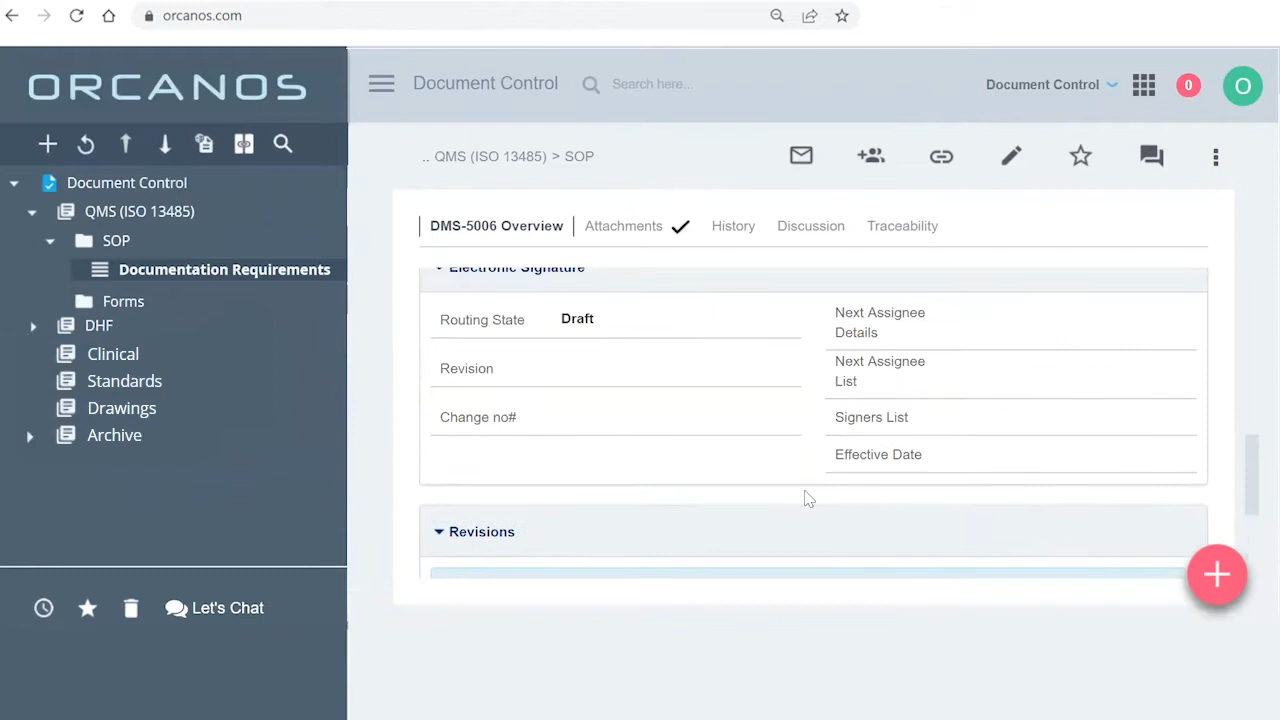 orcanos.com
ORCANOS
Document Control
Search here...
Document Control
0
O
.. QMS (ISO 13485) > SOP
Document Control
QMS (ISO 13485)
SOP
Documentation Requirements
Forms
DHF
Clinical
Standards
Drawings
Archive
Let's Chat
DMS-5006 Overview
Attachments
History
Discussion
Traceability
Electronic Signature
Routing State
Draft
Revision
Change no#
Next Assignee
Details
Next Assignee
List
Signers List
Effective Date
Revisions